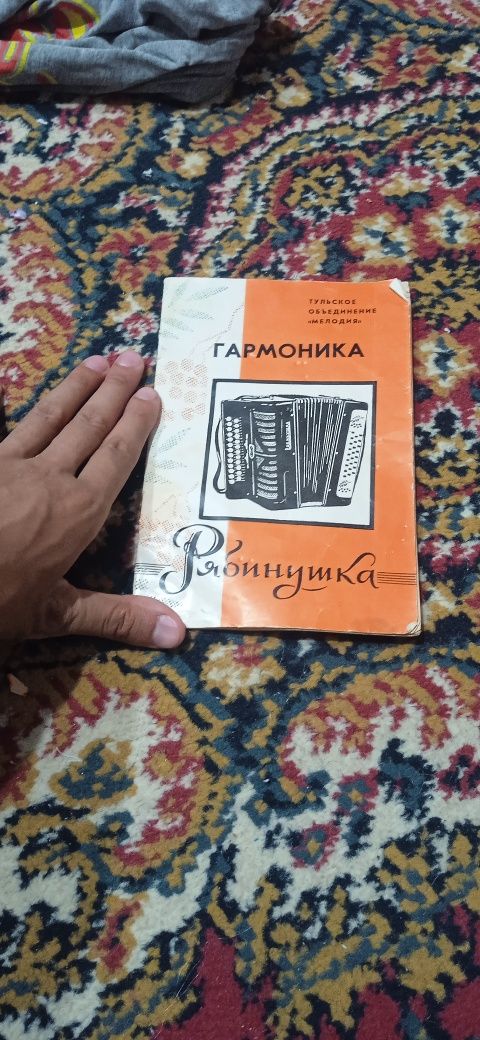 ТУЛЬСКОЕ
ОБЪЕДИНЕНИЕ
«МЕЛОДИЯ»
ГАРМОНИКА
Рябинушка